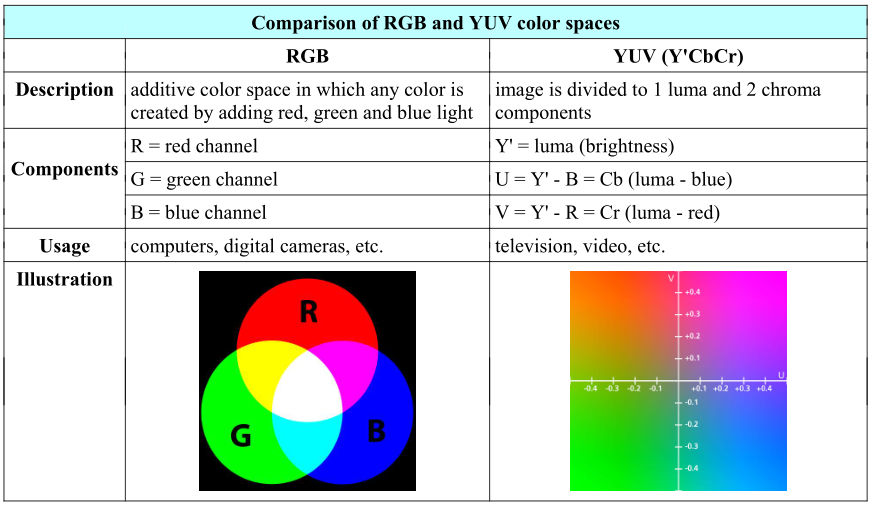 Comparison of RGB and YUV color spaces
RGB
YUV (Y'CbCr)
Description
additive color space in which any color is
created by adding red, green and blue light
image is divided to 1 luma and 2 chroma
components
Components
R = red channel
Y' = luma (brightness)
G = green channel
U = Y' - B = Cb (luma - blue)
B = blue channel
V = Y' - R = Cr (luma - red)
Usage
computers, digital cameras, etc.
television, video, etc.
Illustration
R
G
B
V
+0.4
+0.3
+0.2
+0.1
U
-0.4 -0.3 -0.2 -0.1 +0.1 +0.2 +0.3 +0.4
-0.1
-0.2
-0.3
-0.4